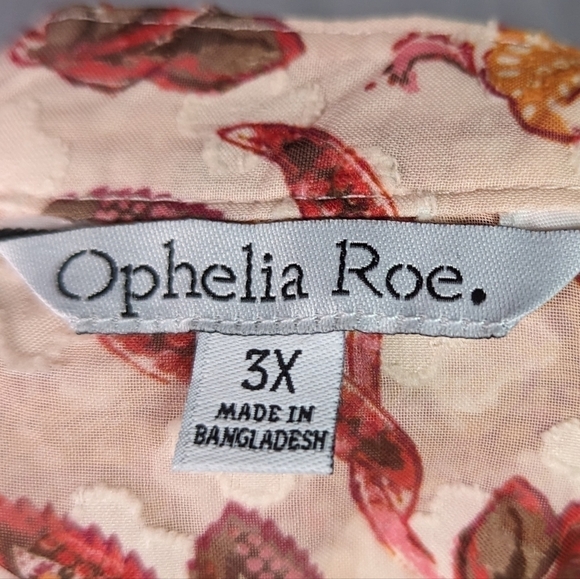 Ophelia Roe.
3X
MADE IN
BANGLADESH